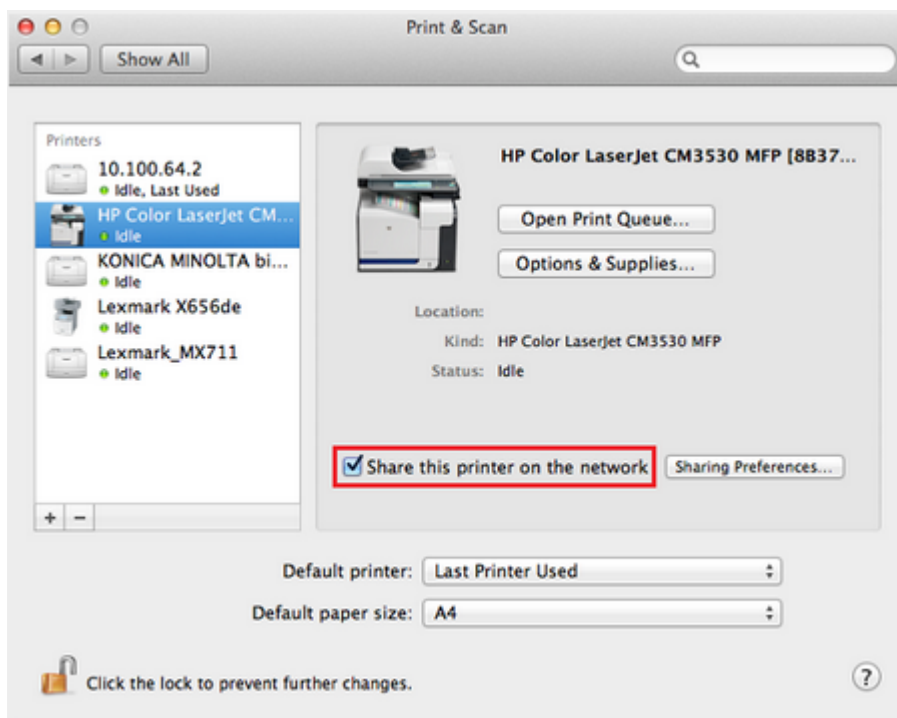 Print & Scan
Show All
Printers
10.100.64.2
Idle, Last Used
HP Color LaserJet CM...
Idle
KONICA MINOLTA bi...
Idle
Lexmark X656de
Idle
Lexmark_MX711
Idle
+ −
HP Color LaserJet CM3530 MFP [8B37...
Open Print Queue...
Options & Supplies...
Location:
Kind: HP Color LaserJet CM3530 MFP
Status: Idle
Share this printer on the network
Sharing Preferences...
Default printer: Last Printer Used
Default paper size: A4
Click the lock to prevent further changes.
?